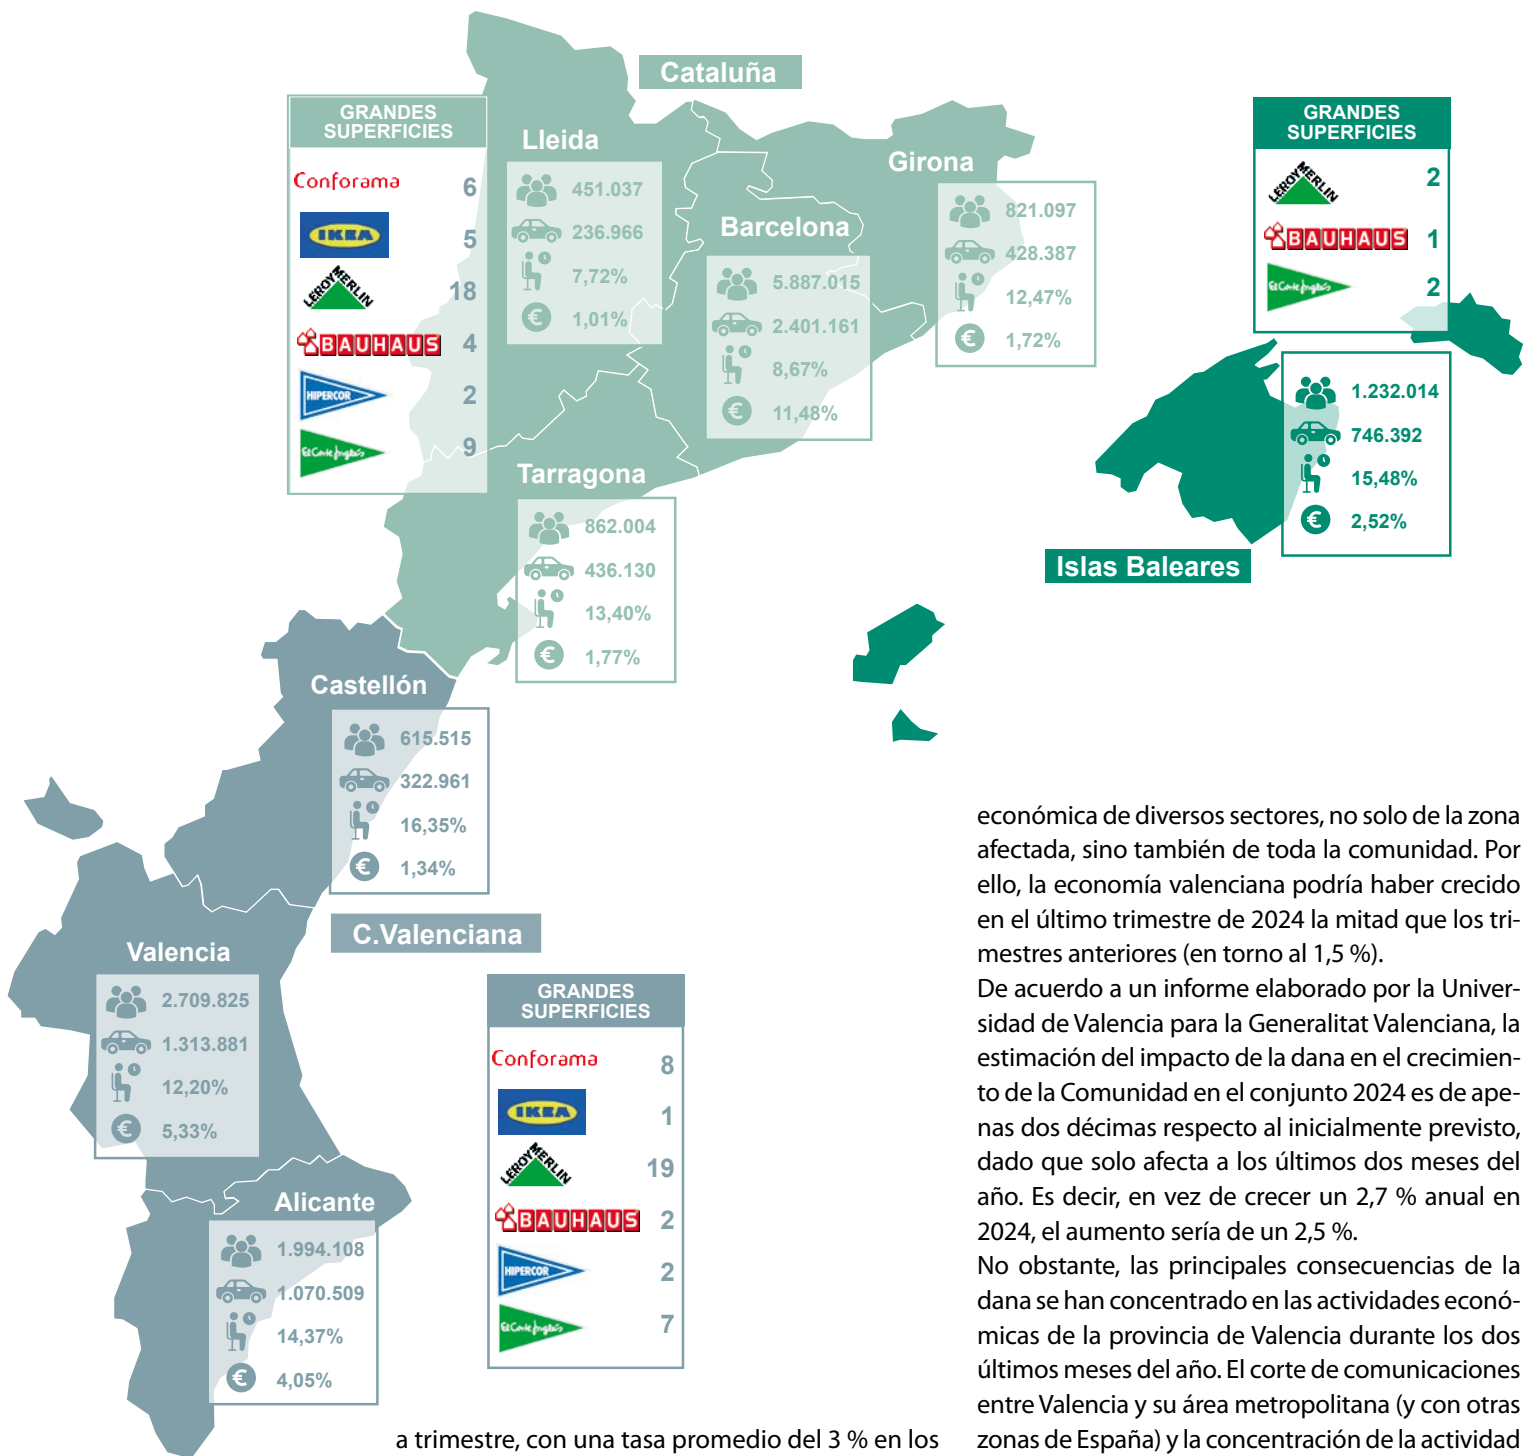 Cataluña
GRANDES
SUPERFICIES
Conforama 6
IKEA 5
LEROY MERLIN 18
BAUHAUS 4
HIPERCOR 2
El Corte Inglés 9
Lleida
451.037
236.966
7,72%
€ 1,01%
Barcelona
5.887.015
2.401.161
8,67%
€ 11,48%
Girona
821.097
428.387
12,47%
€ 1,72%
Tarragona
862.004
436.130
13,40%
€ 1,77%
GRANDES
SUPERFICIES
LEROY MERLIN 2
BAUHAUS 1
El Corte Inglés 2
1.232.014
746.392
15,48%
€ 2,52%
Islas Baleares
Castellón
615.515
322.961
16,35%
€ 1,34%
C.Valenciana
Valencia
2.709.825
1.313.881
12,20%
€ 5,33%
Alicante
1.994.108
1.070.509
14,37%
€ 4,05%
GRANDES
SUPERFICIES
Conforama 8
IKEA 1
LEROY MERLIN 19
BAUHAUS 2
HIPERCOR 2
El Corte Inglés 7
a trimestre, con una tasa promedio del 3 % en los
económica de diversos sectores, no solo de la zona
afectada, sino también de toda la comunidad. Por
ello, la economía valenciana podría haber crecido
en el último trimestre de 2024 la mitad que los tri-
mestres anteriores (en torno al 1,5 %).
De acuerdo a un informe elaborado por la Univer-
sidad de Valencia para la Generalitat Valenciana, la
estimación del impacto de la dana en el crecimien-
to de la Comunidad en el conjunto 2024 es de ape-
nas dos décimas respecto al inicialmente previsto,
dado que solo afecta a los últimos dos meses del
año. Es decir, en vez de crecer un 2,7 % anual en
2024, el aumento sería de un 2,5 %.
No obstante, las principales consecuencias de la
dana se han concentrado en las actividades econó-
micas de la provincia de Valencia durante los dos
últimos meses del año. El corte de comunicaciones
entre Valencia y su área metropolitana (y con otras
zonas de España) y la concentración de la actividad